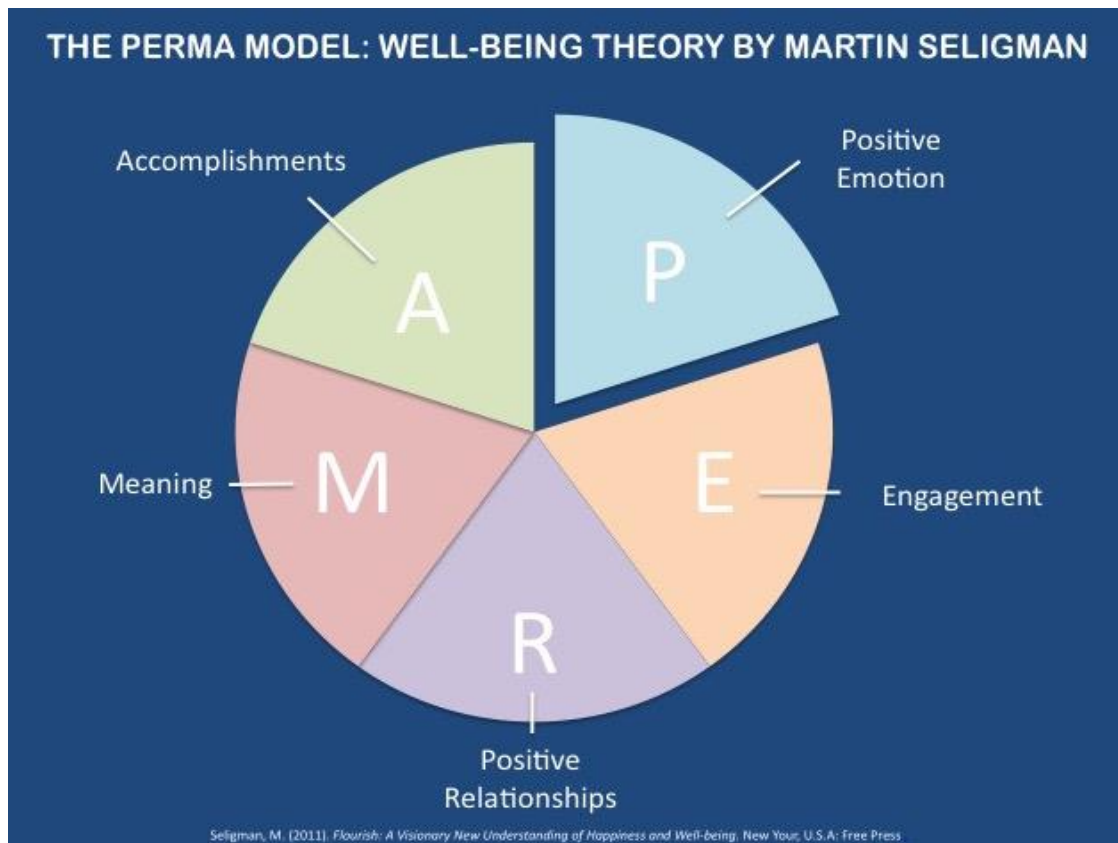 THE PERMA MODEL: WELL-BEING THEORY BY MARTIN SELIGMAN
Accomplishments
Positive
Emotion
A
P
Meaning
M
E
Engagement
R
Positive
Relationships
Seligman, M. (2011). Flourish: A Visionary New Understanding of Happiness and Well-being. New Your, U.S.A: Free Press